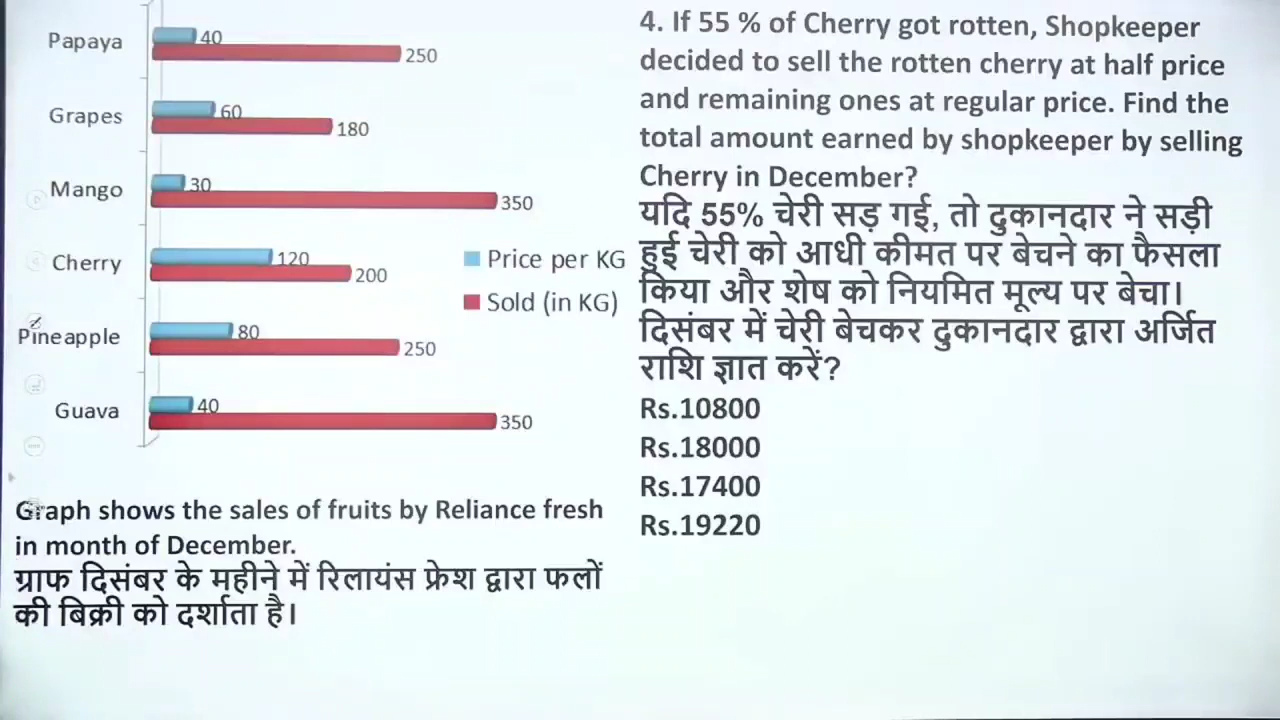 Papaya
40
250
Grapes
60
180
Mango
30
350
Cherry
120
200
Pineapple
80
250
Guava
40
350
Price per KG
Sold (in KG)
Graph shows the sales of fruits by Reliance fresh
in month of December.
ग्राफ दिसंबर के महीने में रिलायंस फ्रेश द्वारा फलों
की बिक्री को दर्शाता है।
4. If 55 % of Cherry got rotten, Shopkeeper
decided to sell the rotten cherry at half price
and remaining ones at regular price. Find the
total amount earned by shopkeeper by selling
Cherry in December?
यदि 55% चेरी सड़ गई, तो दुकानदार ने सड़ी
हुई चेरी को आधी कीमत पर बेचने का फैसला
किया और शेष को नियमित मूल्य पर बेचा।
दिसंबर में चेरी बेचकर दुकानदार द्वारा अर्जित
राशि ज्ञात करें?
Rs.10800
Rs.18000
Rs.17400
Rs.19220